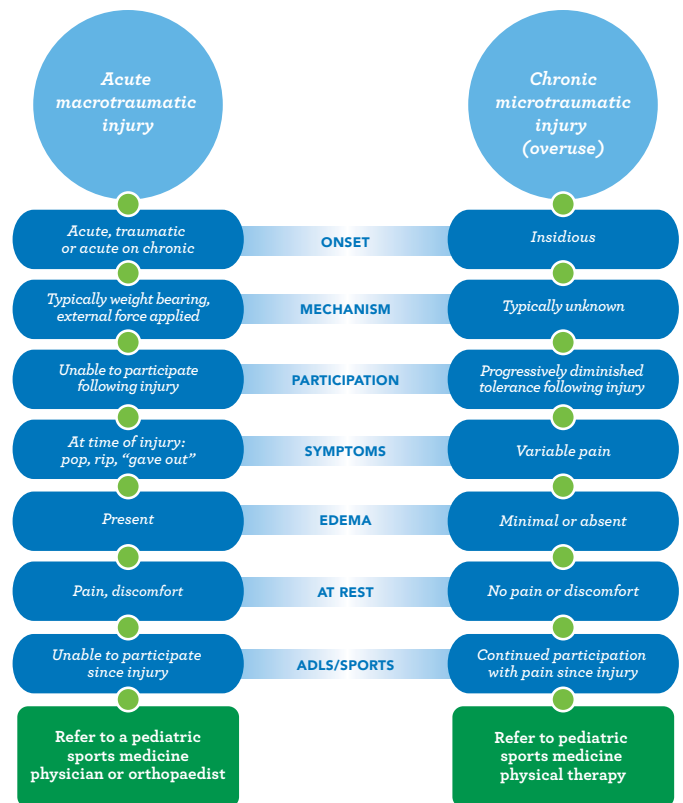 Acute
macrotraumatic
injury
Chronic
microtraumatic
injury
(overuse)
Acute, traumatic
or acute on chronic
ONSET
Insidious
Typically weight bearing,
external force applied
MECHANISM
Typically unknown
Unable to participate
following injury
PARTICIPATION
Progressively diminished
tolerance following injury
At time of injury:
pop, rip, “gave out”
SYMPTOMS
Variable pain
Present
EDEMA
Minimal or absent
Pain, discomfort
AT REST
No pain or discomfort
Unable to participate
since injury
ADLS/SPORTS
Continued participation
with pain since injury
Refer to a pediatric
sports medicine
physician or orthopaedist
Refer to pediatric
sports medicine
physical therapy